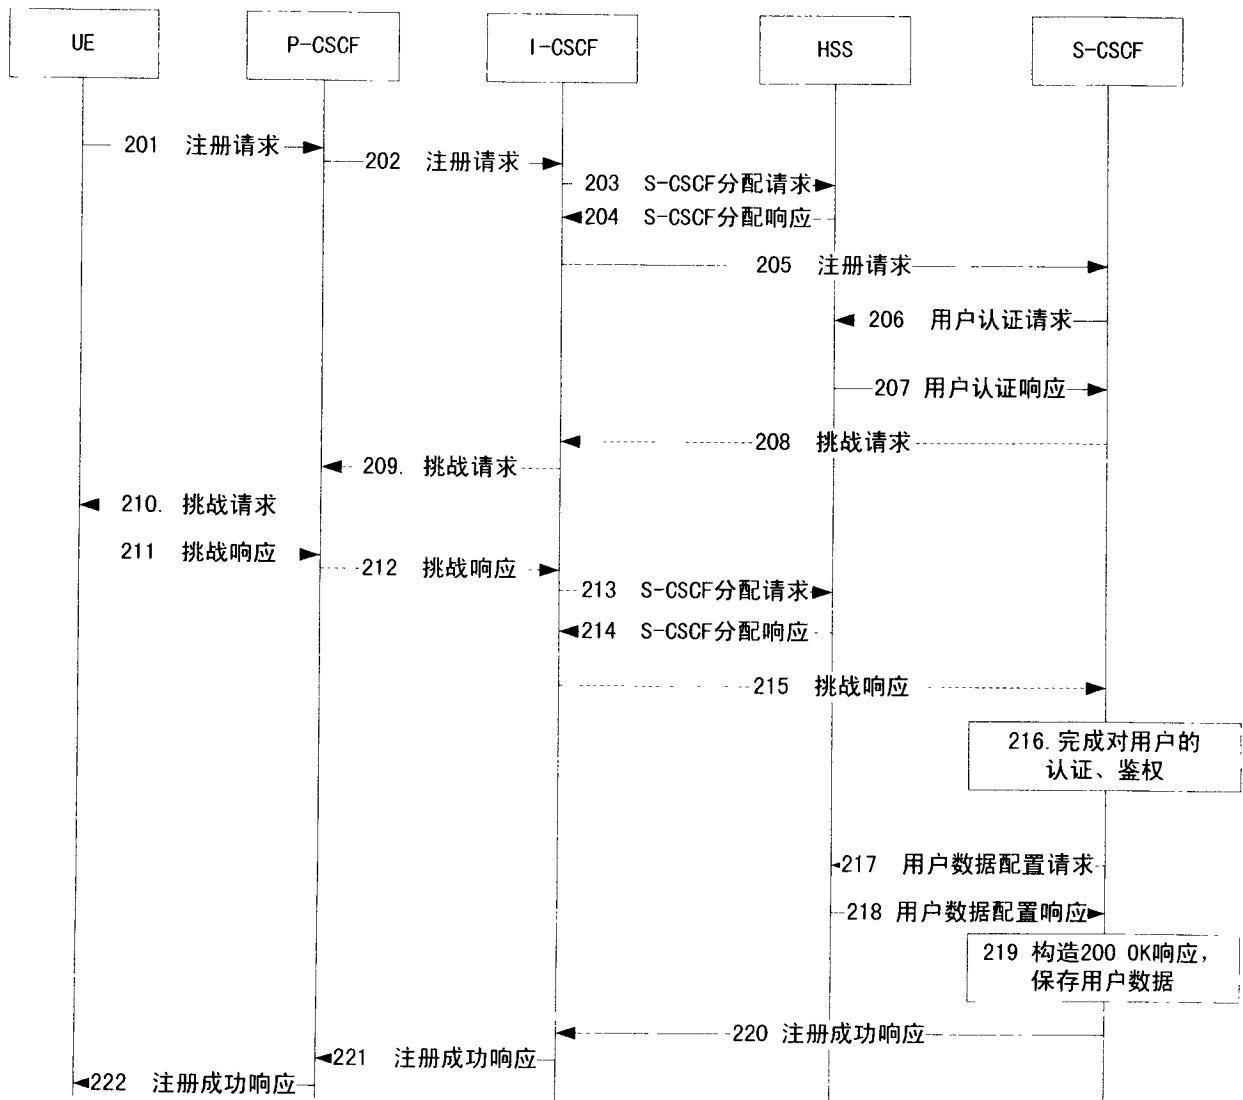 UE
P-CSCF
I-CSCF
HSS
S-CSCF
201 注册请求
202 注册请求
203 S-CSCF分配请求
204 S-CSCF分配响应
205 注册请求
206 用户认证请求
207 用户认证响应
208 挑战请求
209. 挑战请求
210. 挑战请求
211 挑战响应
212 挑战响应
213 S-CSCF分配请求
214 S-CSCF分配响应
215 挑战响应
216. 完成对用户的
认证、鉴权
217 用户数据配置请求
218 用户数据配置响应
219 构造200 OK响应，
保存用户数据
220 注册成功响应
221 注册成功响应
222 注册成功响应